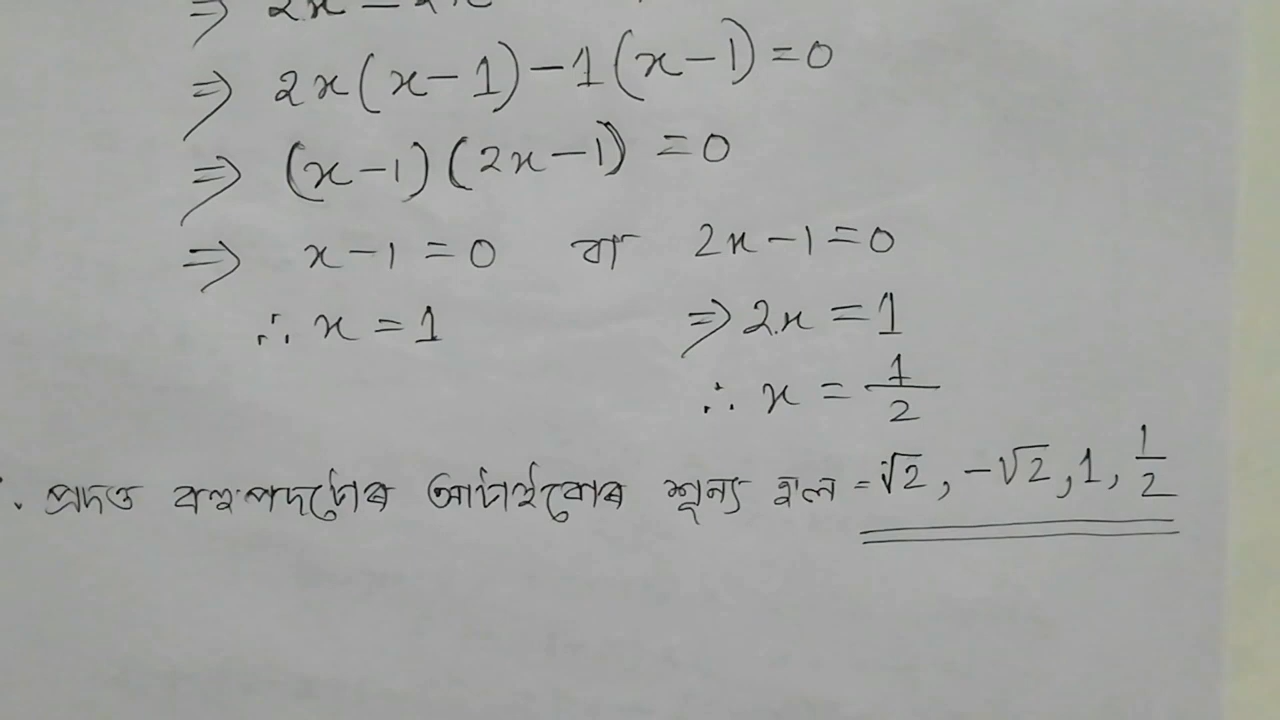 ⇒ 2x(x-1)-1(x-1)=0
⇒ (x-1)(2x-1)=0
⇒ x-1=0 বা 2x-1=0
∴ x=1 ⇒ 2x=1
∴ x=1/2
∴ প্ৰদত্ত বহুপদটোৰ আটাইবোৰ শূন্য হ'ল = √2, -√2, 1, 1/2